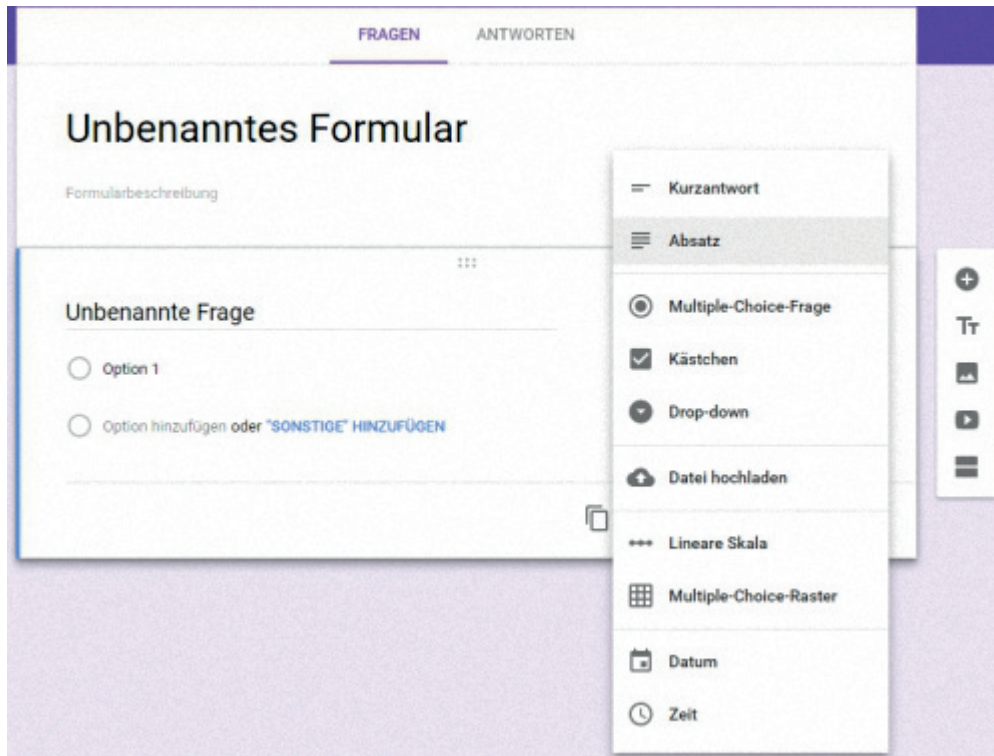 FRAGEN ANTWORTEN
Unbenanntes Formular
Formularbeschreibung
Unbenannte Frage
Option 1
Option hinzufügen oder "SONSTIGE" HINZUFÜGEN
Kurzantwort
Absatz
Multiple-Choice-Frage
Kästchen
Drop-down
Datei hochladen
Lineare Skala
Multiple-Choice-Raster
Datum
Zeit
Tт